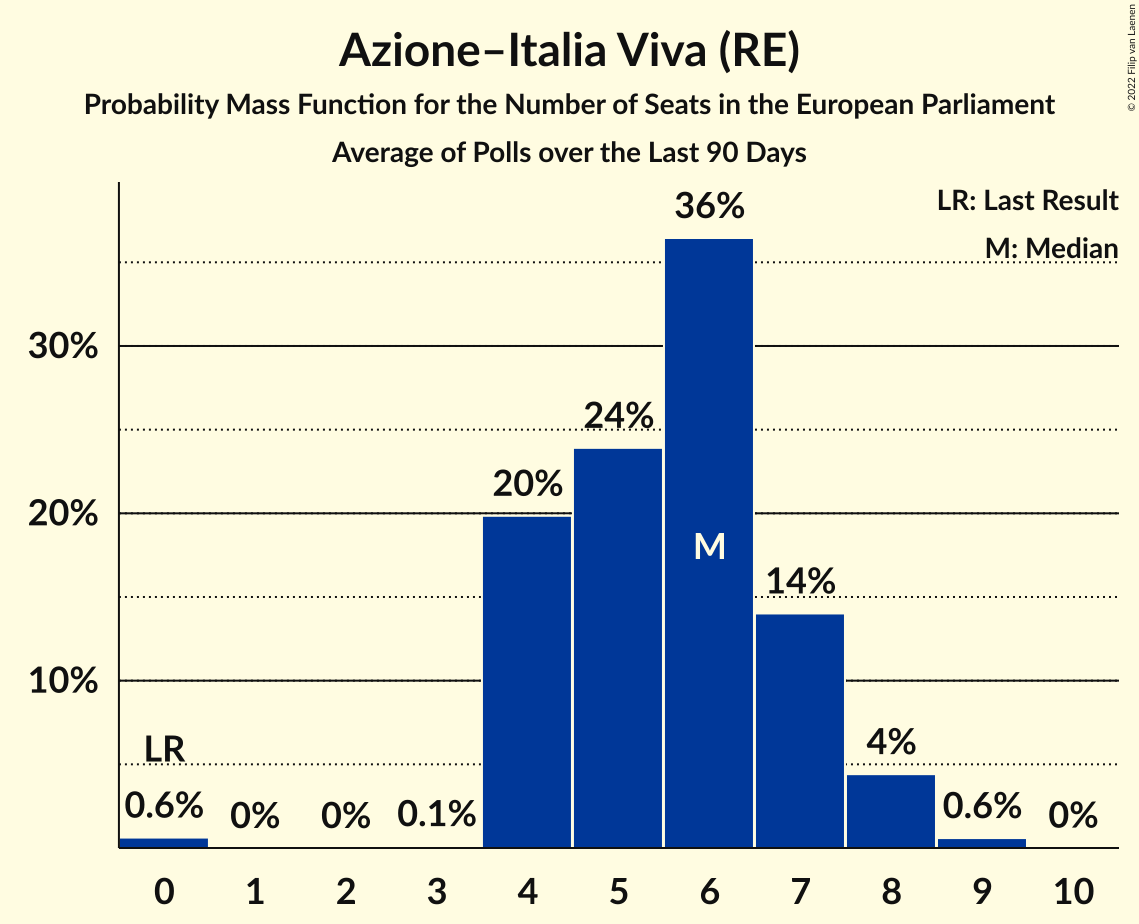 Azione–Italia Viva (RE)
Probability Mass Function for the Number of Seats in the European Parliament
Average of Polls over the Last 90 Days
© 2022 Filip van Laenen
LR: Last Result
M: Median
36%
30%
24%
20%
20%
M
14%
10%
LR
4%
0.6%
0%
0%
0.1%
0.6%
0%
0 1 2 3 4 5 6 7 8 9 10